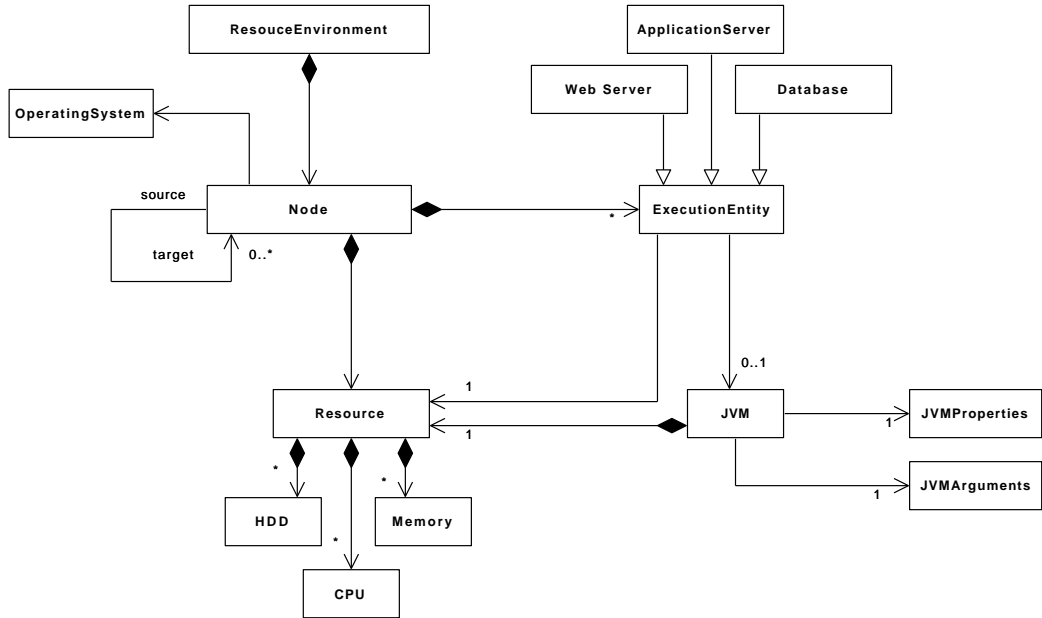 ResouceEnvironment
ApplicationServer
Web Server
Database
OperatingSystem
source
Node
*
ExecutionEntity
target
0..*
0..1
1
Resource
1
JVM
1
JVMProperties
*
*
1
JVMArguments
HDD
*
Memory
CPU